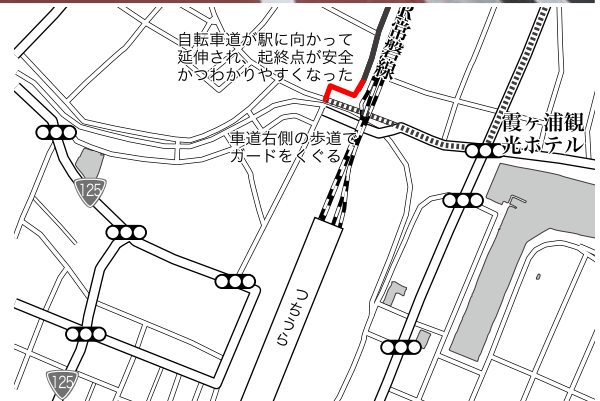 自転車道が駅に向かって
延伸され、起終点が安全
かつわかりやすくなった
JR常磐線
霞ヶ浦観
光ホテル
車道右側の歩道で
ガードをくぐる
125
つちうら
125